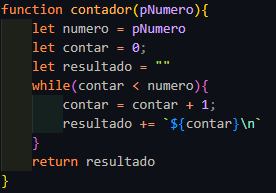 function contador(pNumero){
    let numero = pNumero
    let contar = 0;
    let resultado = ""
    while(contar < numero){
        contar = contar + 1;
        resultado += `${contar}\n`
    }
    return resultado
}